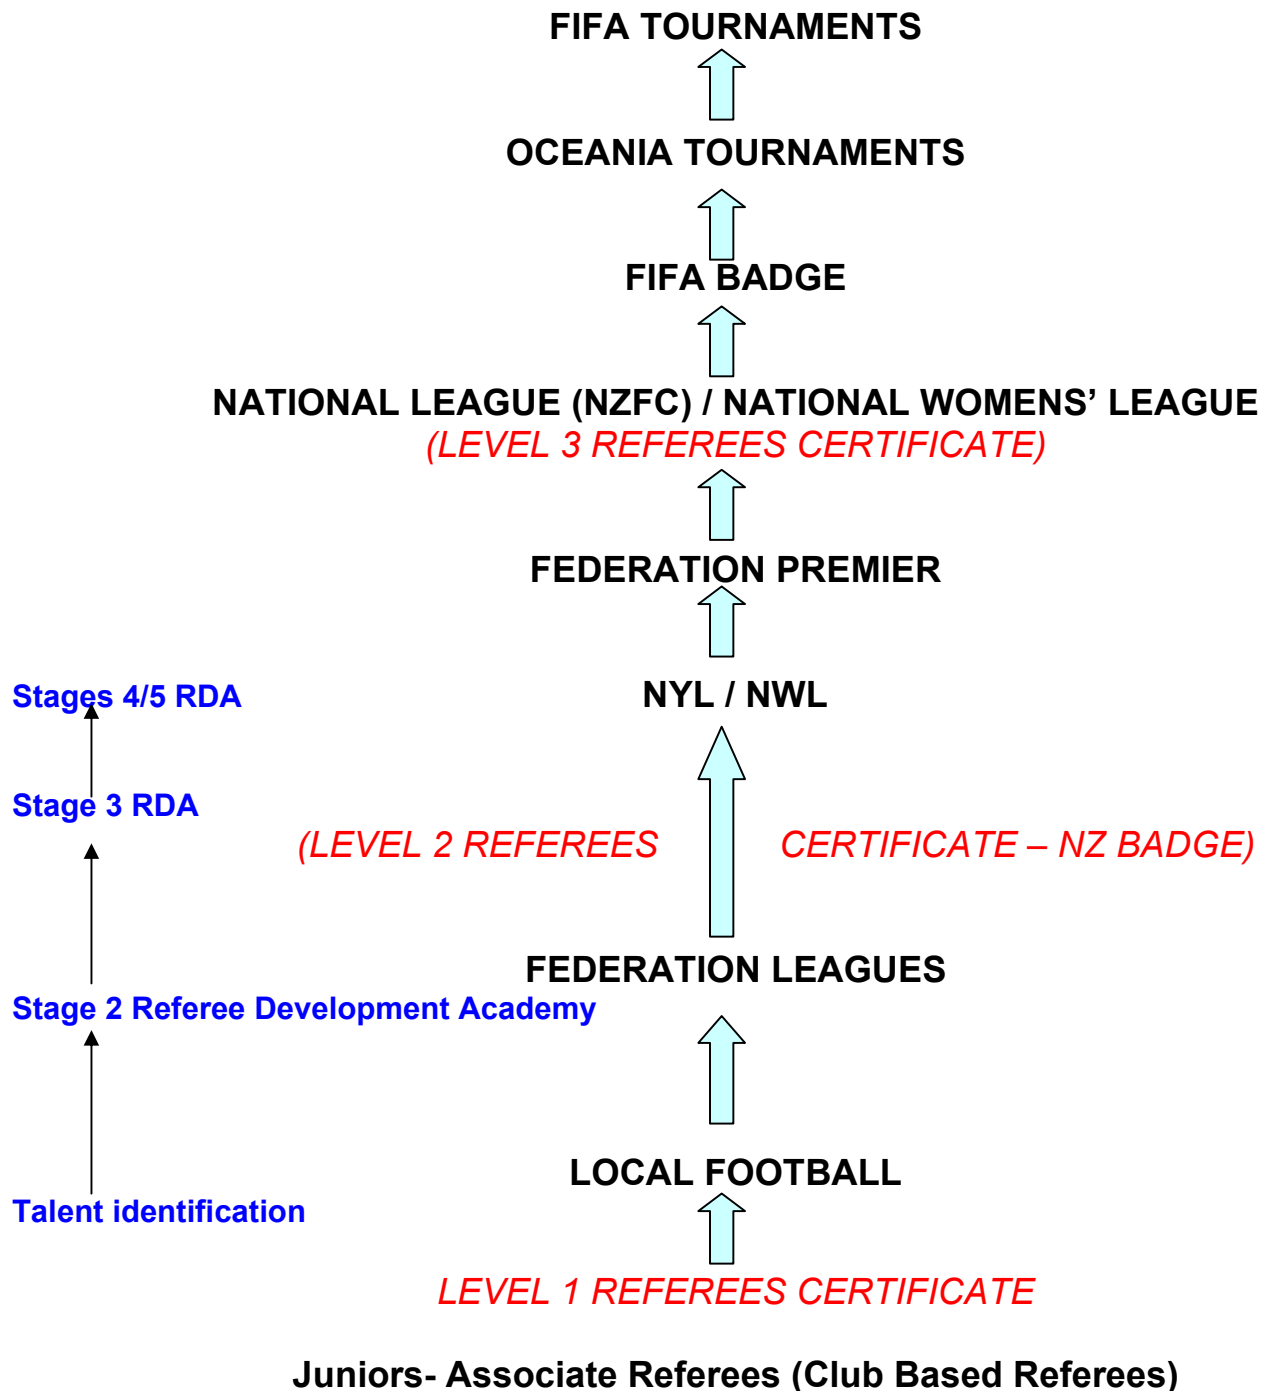 FIFA TOURNAMENTS
OCEANIA TOURNAMENTS
FIFA BADGE
NATIONAL LEAGUE (NZFC) / NATIONAL WOMENS’ LEAGUE
(LEVEL 3 REFEREES CERTIFICATE)
FEDERATION PREMIER
Stages 4/5 RDA
NYL / NWL
Stage 3 RDA
(LEVEL 2 REFEREES CERTIFICATE – NZ BADGE)
FEDERATION LEAGUES
Stage 2 Referee Development Academy
LOCAL FOOTBALL
Talent identification
LEVEL 1 REFEREES CERTIFICATE
Juniors- Associate Referees (Club Based Referees)